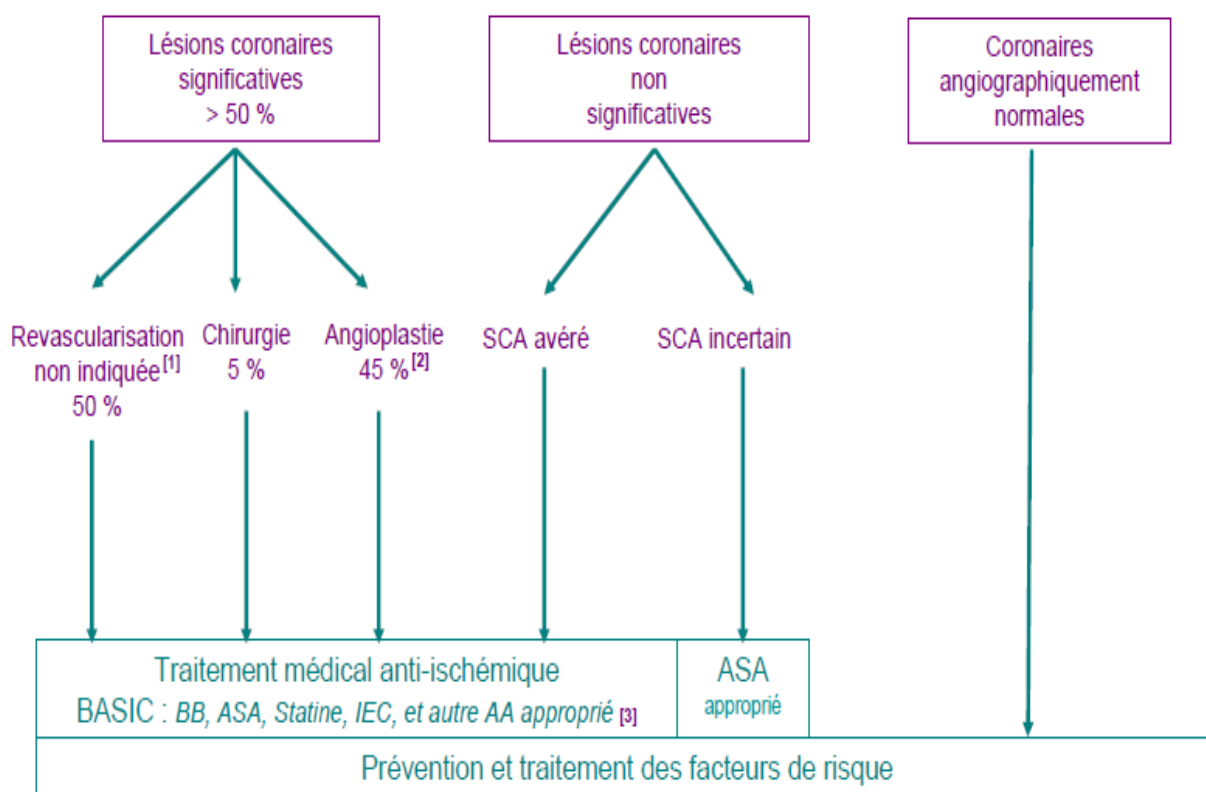 Lésions coronaires
significatives
> 50 %
Lésions coronaires
non
significatives
Coronaires
angiographiquement
normales
Revascularisation
non indiquée[1]
50 %
Chirurgie
5 %
Angioplastie
45 %[2]
SCA avéré
SCA incertain
Traitement médical anti-ischémique
BASIC : BB, ASA, Statine, IEC, et autre AA approprié [3]
ASA
approprié
Prévention et traitement des facteurs de risque